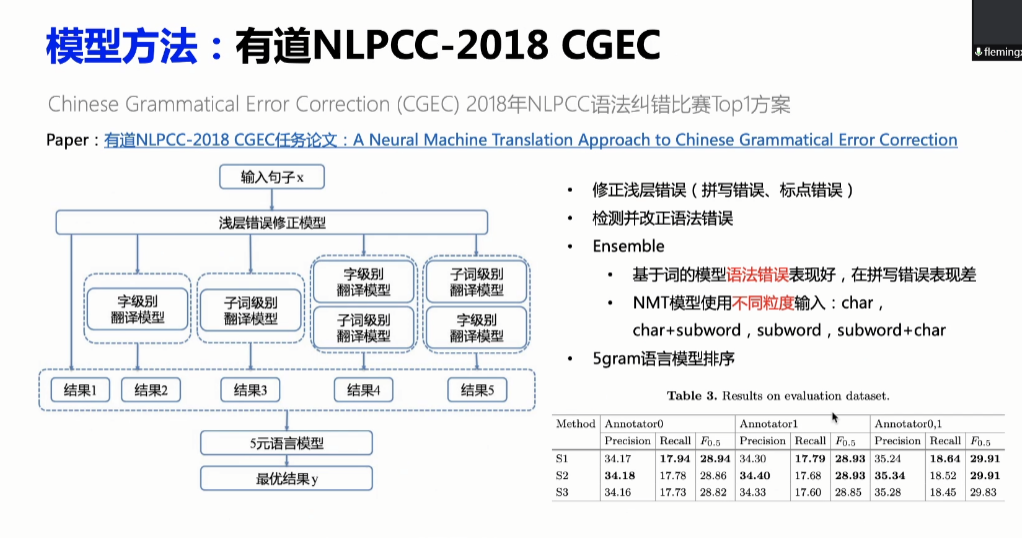 模型方法：有道NLPCC-2018 CGEC
fleming
Chinese Grammatical Error Correction (CGEC) 2018年NLPCC语法纠错比赛Top1方案
Paper：有道NLPCC-2018 CGEC任务论文：A Neural Machine Translation Approach to Chinese Grammatical Error Correction
输入句子x
浅层错误修正模型
字级别
翻译模型
子词级别
翻译模型
字级别
翻译模型
子词级别
翻译模型
子词级别
翻译模型
字级别
翻译模型
结果1
结果2
结果3
结果4
结果5
5元语言模型
最优结果y
• 修正浅层错误（拼写错误、标点错误）
• 检测并改正语法错误
• Ensemble
• 基于词的模型语法错误表现好，在拼写错误表现差
• NMT模型使用不同粒度输入：char，
char+subword，subword，subword+char
• 5gram语言模型排序
Table 3. Results on evaluation dataset.
Method Annotator0 Annotator1 Annotator0,1
Precision Recall F0.5 Precision Recall F0.5 Precision Recall F0.5
S1 34.17 17.94 28.94 34.30 17.79 28.93 35.24 18.64 29.91
S2 34.18 17.78 28.86 34.40 17.68 28.93 35.34 18.52 29.91
S3 34.16 17.73 28.82 34.33 17.60 28.85 35.28 18.45 29.83